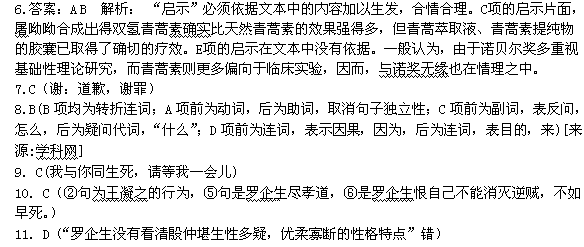 6.答案：AB 解析： “启示”必须依据文本中的内容加以生发，合情合理。C项的启示片面，
屡呦呦合成出得双氢青蒿素确实比天然青蒿素的效果强得多，但青蒿萃取液、青蒿素提纯物
的胶囊已取得了确切的疗效。E项的启示在文本中没有依据。一般认为，由于诺贝尔奖多重视
基础性理论研究，而青蒿素则更多偏向于临床实验，因而，与诺奖无缘也在情理之中。
7.C（谢：道歉，谢罪）
8.B(B项均为转折连词；A项前为动词，后为助词，取消句子独立性；C项前为副词，表反问，
怎么，后为疑问代词，“什么”；D项前为连词，表示因果，因为，后为连词，表目的，来)[来
源:学科网]
9. C(我与你同生死，请等我一会儿)
10. C（②句为王凝之的行为，⑤句是罗企生尽孝道，⑥是罗企生恨自己不能消灭逆贼，不如
早死。）
11. D（“罗企生没有看清殷仲堪生性多疑，优柔寡断的性格特点”错）